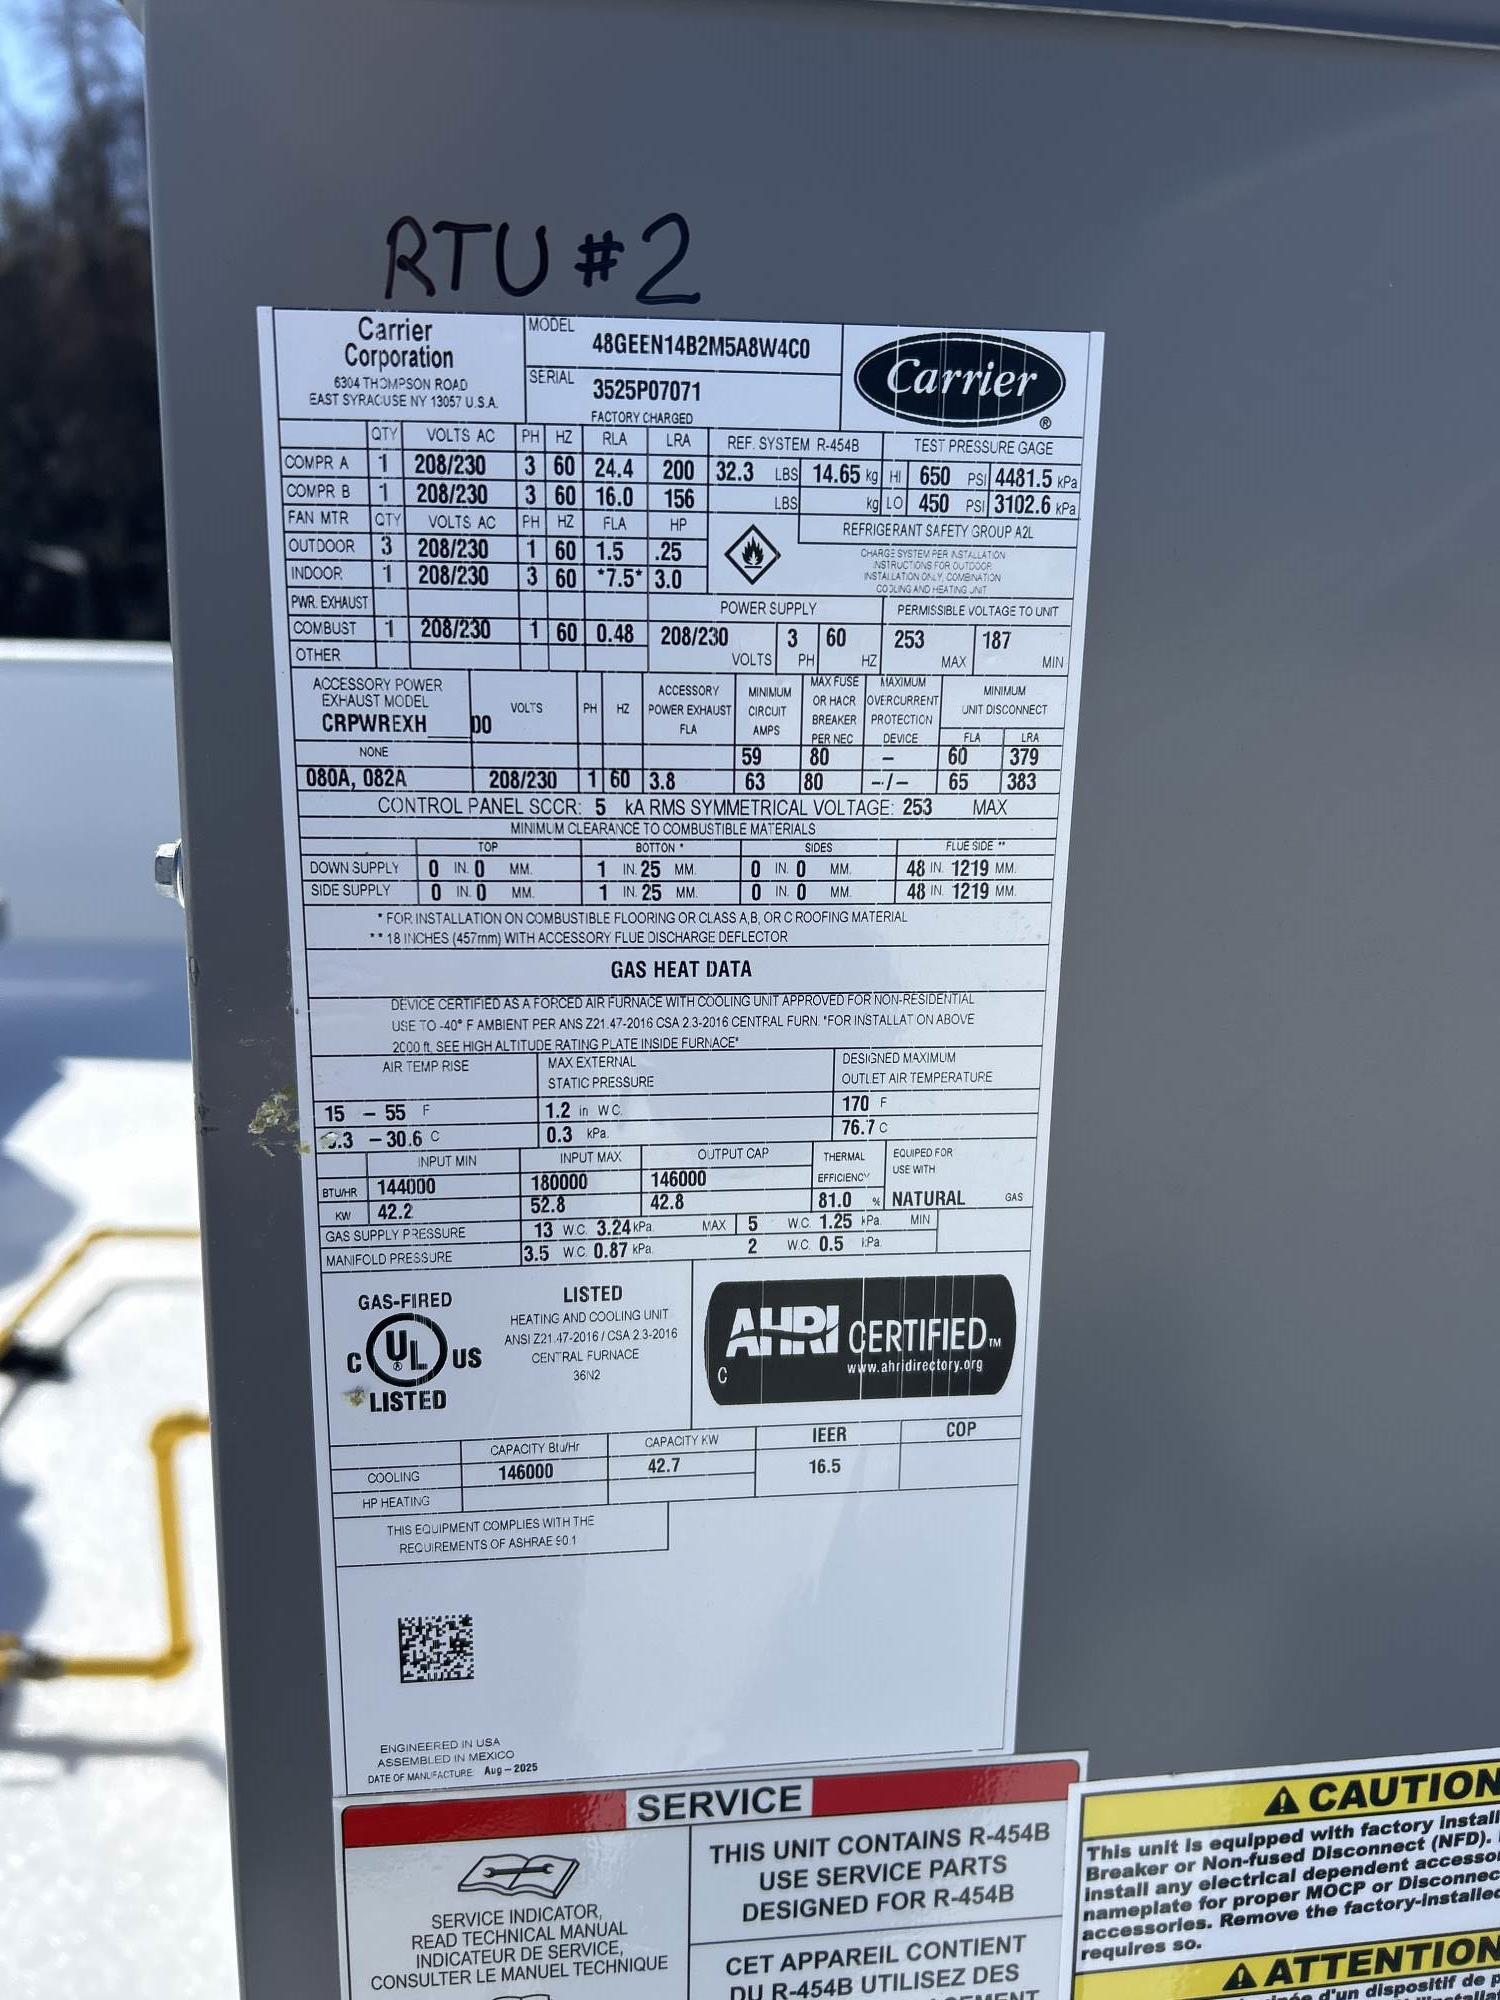 RTU #2
Carrier
Corporation
6304 THOMPSON ROAD
EAST SYRACUSE NY 13057 U.S.A.
MODEL 48GEEN14B2M5A8W4C0
SERIAL 3525P07071
FACTORY CHARGED
Carrier ®
QTY VOLTS AC PH HZ RLA LRA REF. SYSTEM R-454B TEST PRESSURE GAGE
COMPR A 1 208/230 3 60 24.4 200 32.3 LBS 14.65 kg HI 650 PSI 4481.5 kPa
COMPR B 1 208/230 3 60 16.0 156 LBS kg LO 450 PSI 3102.6 kPa
FAN MTR QTY VOLTS AC PH HZ FLA HP REFRIGERANT SAFETY GROUP A2L
OUTDOOR 3 208/230 1 60 1.5 .25
INDOOR 1 208/230 3 60 *7.5* 3.0
CHARGE SYSTEM PER INSTALLATION
INSTRUCTIONS FOR OUTDOOR
INSTALLATION ONLY, COMBINATION
COOLING AND HEATING UNIT
PWR. EXHAUST POWER SUPPLY PERMISSIBLE VOLTAGE TO UNIT
COMBUST 1 208/230 1 60 0.48 208/230 VOLTS 3 PH 60 HZ 253 MAX 187 MIN
OTHER
ACCESSORY POWER
EXHAUST MODEL
CRPWREXH___00
VOLTS PH HZ
ACCESSORY
POWER EXHAUST
FLA
MINIMUM
CIRCUIT
AMPS
MAX FUSE
OR HACR
BREAKER
PER NEC
MAXIMUM
OVERCURRENT
PROTECTION
DEVICE
MINIMUM
UNIT DISCONNECT
FLA LRA
NONE 59 80 – 60 379
080A, 082A 208/230 1 60 3.8 63 80 –/– 65 383
CONTROL PANEL SCCR: 5 kA RMS SYMMETRICAL VOLTAGE: 253 MAX
MINIMUM CLEARANCE TO COMBUSTIBLE MATERIALS
TOP BOTTON * SIDES FLUE SIDE **
DOWN SUPPLY 0 IN. 0 MM. 1 IN. 25 MM. 0 IN. 0 MM. 48 IN. 1219 MM.
SIDE SUPPLY 0 IN. 0 MM. 1 IN. 25 MM. 0 IN. 0 MM. 48 IN. 1219 MM.
* FOR INSTALLATION ON COMBUSTIBLE FLOORING OR CLASS A,B, OR C ROOFING MATERIAL
** 18 INCHES (457mm) WITH ACCESSORY FLUE DISCHARGE DEFLECTOR
GAS HEAT DATA
DEVICE CERTIFIED AS A FORCED AIR FURNACE WITH COOLING UNIT APPROVED FOR NON-RESIDENTIAL
USE TO -40° F AMBIENT PER ANS Z21.47-2016 CSA 2.3-2016 CENTRAL FURN. *FOR INSTALLATION ABOVE
2000 ft. SEE HIGH ALTITUDE RATING PLATE INSIDE FURNACE*
AIR TEMP RISE
MAX EXTERNAL
STATIC PRESSURE
DESIGNED MAXIMUM
OUTLET AIR TEMPERATURE
15 – 55 F 1.2 in W.C. 170 F
.3 – 30.6 C 0.3 kPa. 76.7 C
INPUT MIN INPUT MAX OUTPUT CAP THERMAL EFFICIENCY EQUIPED FOR USE WITH
BTU/HR 144000 180000 146000
KW 42.2 52.8 42.8 81.0 % NATURAL GAS
GAS SUPPLY PRESSURE 13 W.C. 3.24 kPa. MAX 5 W.C. 1.25 kPa. MIN
MANIFOLD PRESSURE 3.5 W.C. 0.87 kPa. 2 W.C. 0.5 kPa.
GAS-FIRED
C UL ® US
LISTED
LISTED
HEATING AND COOLING UNIT
ANSI Z21.47-2016 / CSA 2.3-2016
CENTRAL FURNACE
36N2
AHRI CERTIFIED™
C www.ahridirectory.org
CAPACITY Btu/Hr CAPACITY KW IEER COP
COOLING 146000 42.7 16.5
HP HEATING
THIS EQUIPMENT COMPLIES WITH THE
REQUIREMENTS OF ASHRAE 90.1
ENGINEERED IN USA
ASSEMBLED IN MEXICO
DATE OF MANUFACTURE Aug – 2025
SERVICE
SERVICE INDICATOR,
READ TECHNICAL MANUAL
INDICATEUR DE SERVICE,
CONSULTER LE MANUEL TECHNIQUE
THIS UNIT CONTAINS R-454B
USE SERVICE PARTS
DESIGNED FOR R-454B
CET APPAREIL CONTIENT
DU R-454B UTILISEZ DES
CAUTION
This unit is equipped with factory install
Breaker or Non-fused Disconnect (NFD).
install any electrical dependent accesso
nameplate for proper MOCP or Disconnec
accessories. Remove the factory-installed
requires so.
ATTENTION
d'un dispositif de p